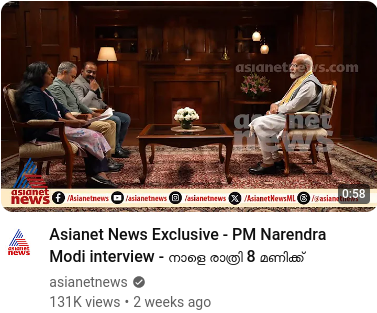 asianetnews.com
asianet
news
asianet
NEWS
/Asianetnews
/asianetnews
/asianetnews
/AsianetNewsML
@asianetnews
0:58
asianet
NEWS
Asianet News Exclusive - PM Narendra
Modi interview - നാളെ രാത്രി 8 മണിക്ക്
asianetnews
131K views • 2 weeks ago